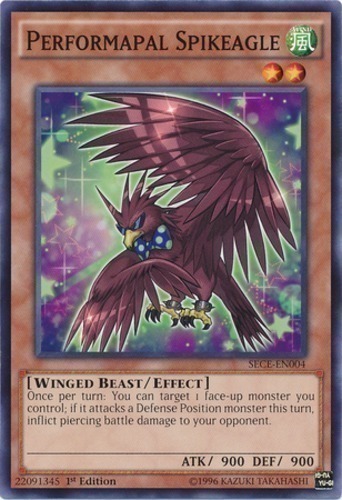 PERFORMAPAL SPIKEAGLE
風
SECE-EN004
[WINGED BEAST/EFFECT]
Once per turn: You can target 1 face-up monster you
control; if it attacks a Defense Position monster this turn,
inflict piercing battle damage to your opponent.
ATK/ 900 DEF/ 900
22091345 1st Edition ©1996 KAZUKI TAKAHASHI